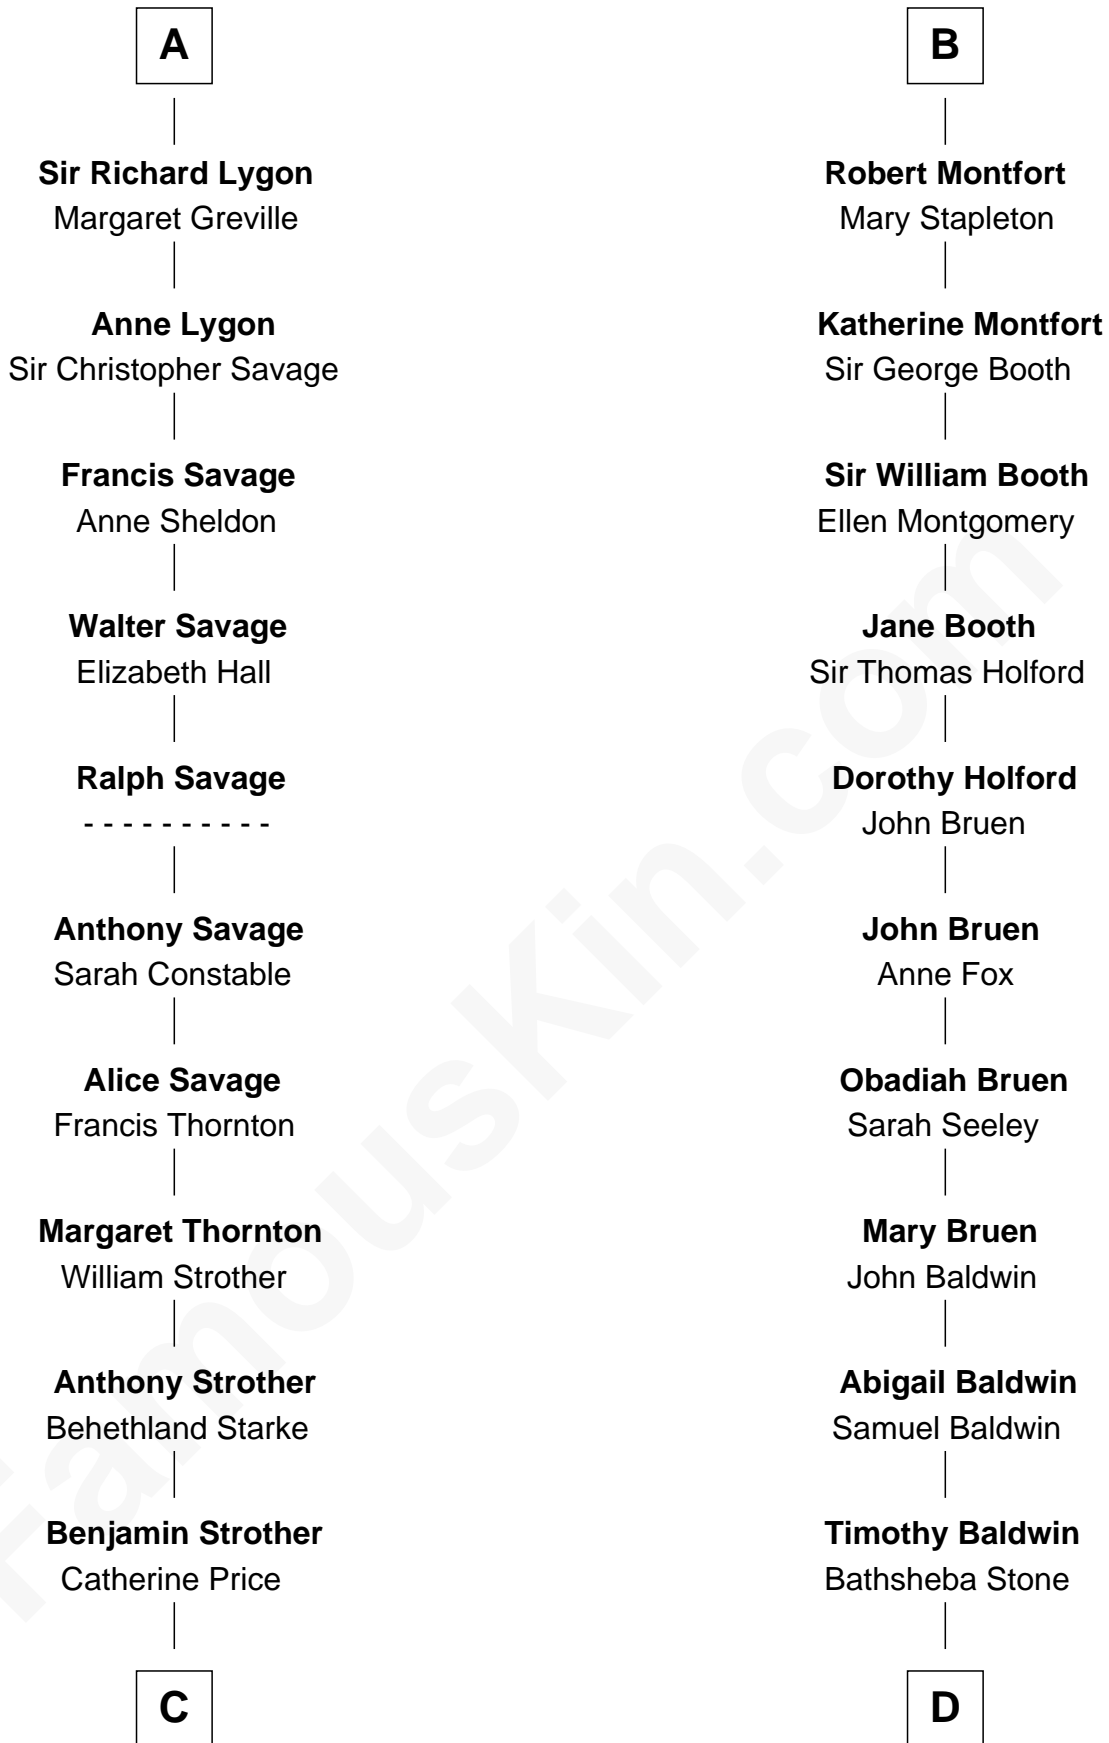 A
Sir Richard Lygon
Margaret Greville
Anne Lygon
Sir Christopher Savage
Francis Savage
Anne Sheldon
Walter Savage
Elizabeth Hall
Ralph Savage
- - - - - - - - - -
Anthony Savage
Sarah Constable
Alice Savage
Francis Thornton
Margaret Thornton
William Strother
Anthony Strother
Behethland Starke
Benjamin Strother
Catherine Price
C
B
Robert Montfort
Mary Stapleton
Katherine Montfort
Sir George Booth
Sir William Booth
Ellen Montgomery
Jane Booth
Sir Thomas Holford
Dorothy Holford
John Bruen
John Bruen
Anne Fox
Obadiah Bruen
Sarah Seeley
Mary Bruen
John Baldwin
Abigail Baldwin
Samuel Baldwin
Timothy Baldwin
Bathsheba Stone
D
FamousKin.com